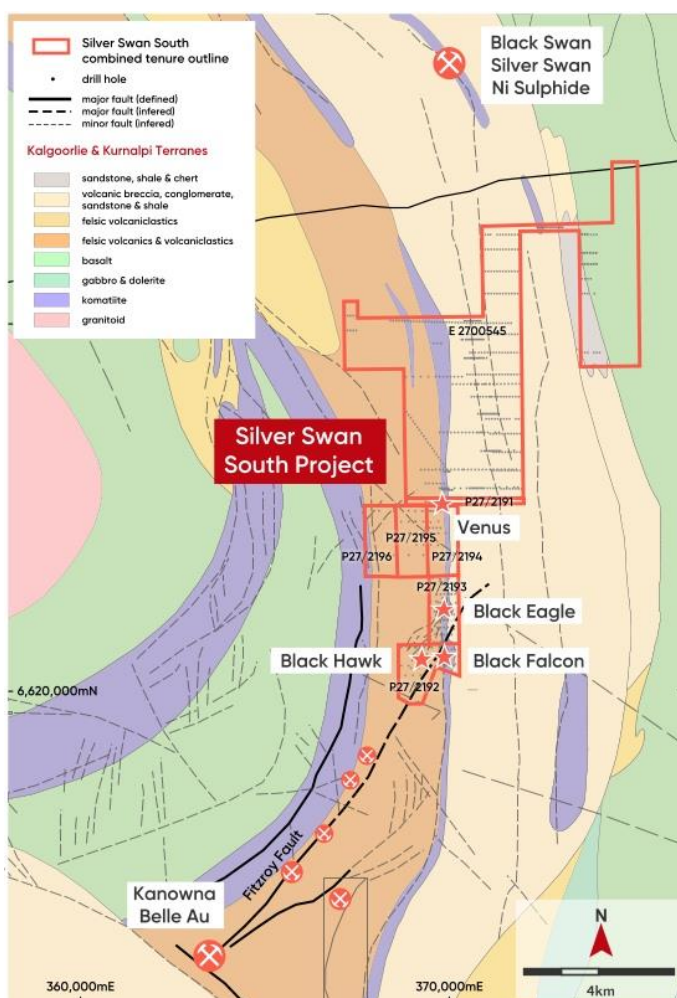 Silver Swan South
combined tenure outline
drill hole
major fault (defined)
major fault (infered)
minor fault (infered)
Kalgoorlie & Kurnalpi Terranes
sandstone, shale & chert
volcanic breccia, conglomerate,
sandstone & shale
felsic volcaniclastics
felsic volcanics & volcaniclastics
basalt
gabbro & dolerite
komatiite
granitoid
Black Swan
Silver Swan
Ni Sulphide
E 2700545
Silver Swan
South Project
P27/2191
Venus
P27/2195
P27/2196
P27/2194
P27/2193
Black Eagle
Black Hawk
Black Falcon
P27/2192
6,620,000mN
Fitzroy Fault
Kanowna
Belle Au
N
4km
360,000mE
370,000mE